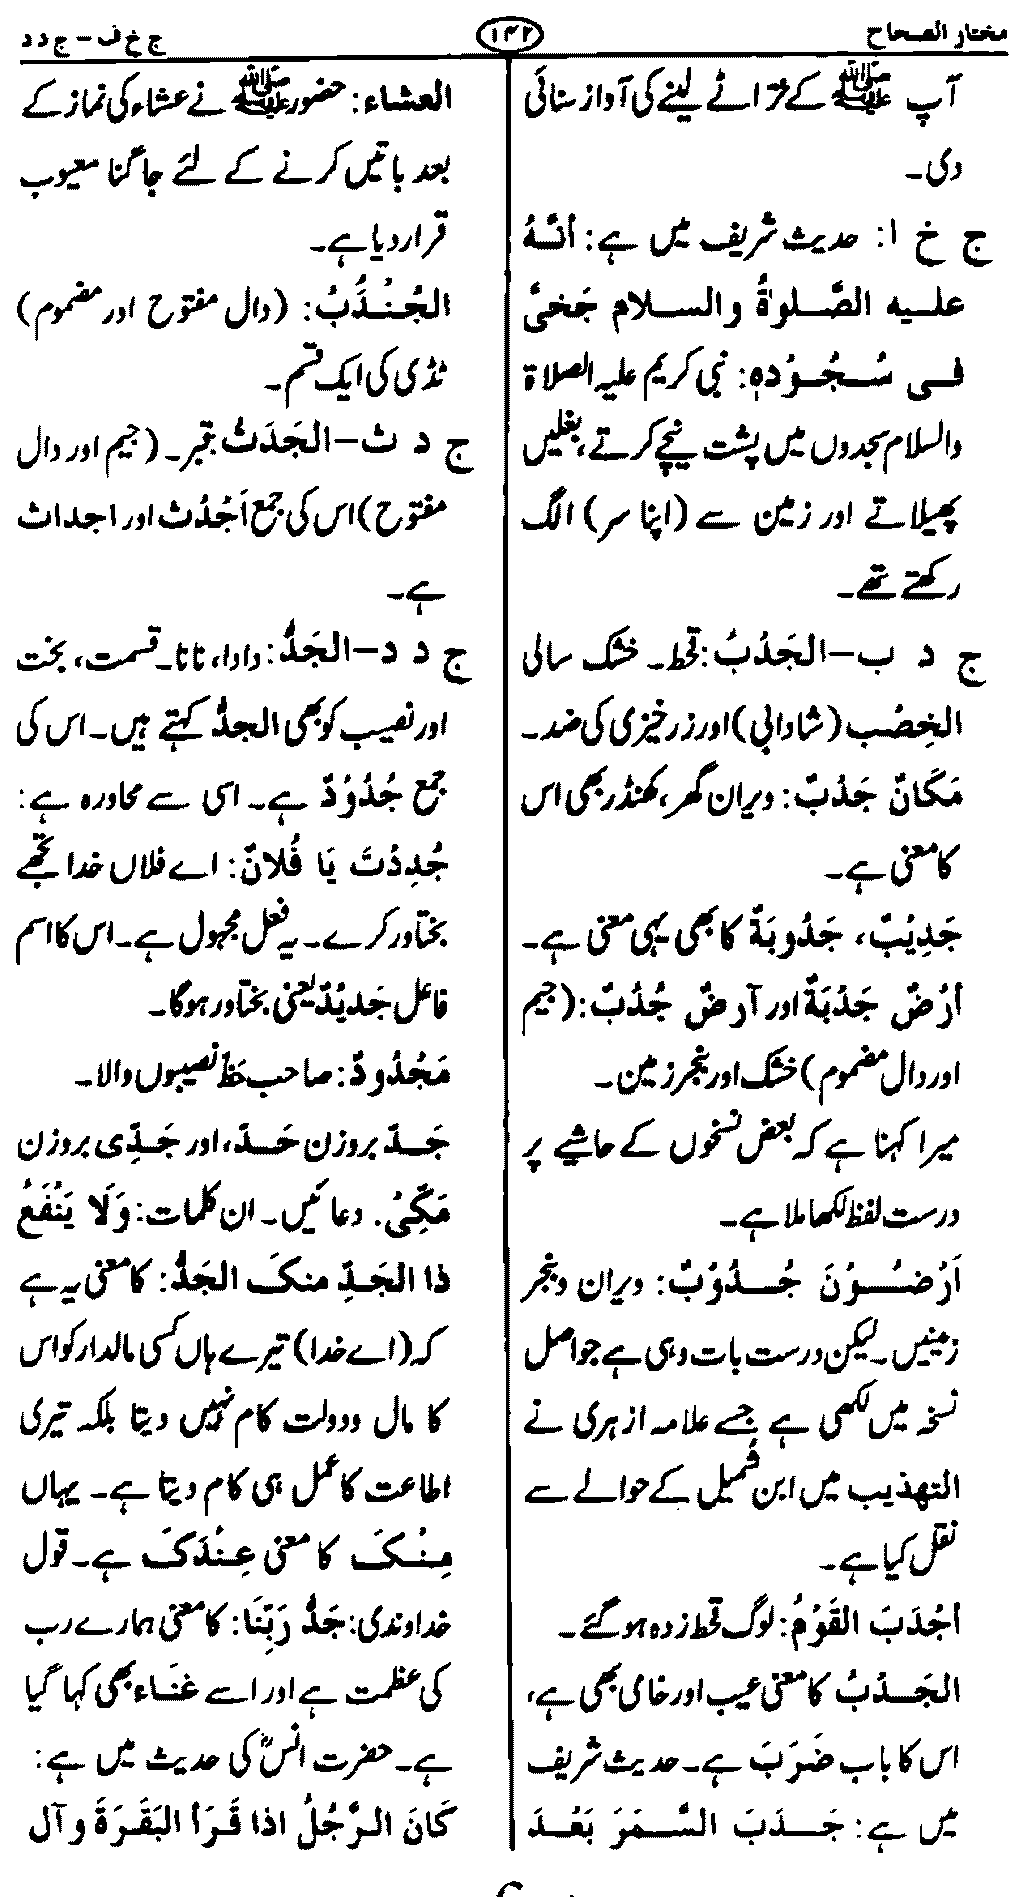 مختار الصحاح
۱۴۲
ج خ ف – ج د د
آپ ﷺ کے خراٹے لینے کی آواز سنائی
دی۔
ج خ ا: حدیث شریف میں ہے: أنَّہُ
علیه الصَّلوٰةُ والسلام جَخیَّ
فی سُجُوْدہٖ: نبی کریم علیہ الصلاة
والسلام سجدوں میں پشت نیچے کرتے، بغلیں
پھیلاتے اور زمین سے (اپنا سر) الگ
رکھتے تھے۔
ج د ب – الجَدْبُ: قحط۔ خشک سالی
الخِصْب (شادابی) اور زرخیزی کی ضد۔
مَکَانٌ جَدْبٌ: ویران گھر، کھنڈر بھی اس
کا معنی ہے۔
جَدِیْبٌ، جَدُوبَةٌ کا بھی یہی معنی ہے۔
أرْضٌ جَدْبَةٌ اور آرضٌ جُدُبٌ: (جیم
اور دال مضموم) خشک اور بنجر زمین۔
میرا کہنا ہے کہ بعض نسخوں کے حاشیے پر
درست لفظ لکھا ملا ہے۔
اَرْضُوْنَ جُدُوْبٌ: ویران و بنجر
زمینیں۔ لیکن درست بات وہی ہے جو اصل
نسخہ میں لکھی ہے جسے علامہ ازہری نے
التھذیب میں ابن شمیل کے حوالے سے
نقل کیا ہے۔
أجْدَبَ القَوْمُ: لوگ قحط زدہ ہو گئے۔
الجَدْبُ کا معنی عیب اور خامی بھی ہے،
اس کا باب ضَرَبَ ہے۔ حدیث شریف
میں ہے: جَدَبَ السَّمَرَ بَعْدَ
العشاء: حضور ﷺ نے عشاء کی نماز کے
بعد باتیں کرنے کے لئے جاگنا معیوب
قرار دیا ہے۔
الجُنْدَُبُ: (دال مفتوح اور مضموم)
ٹڈی کی ایک قسم۔
ج د ث – الجَدَثُ: قبر۔ (جیم اور دال
مفتوح) اس کی جمع اَجْدُث اور اجداث
ہے۔
ج د د – الجَدُّ: دادا، نانا۔ قسمت، بخت
اور نصیب کو بھی الجدُّ کہتے ہیں۔ اس کی
جمع جُدُوْدٌ ہے۔ اسی سے محاورہ ہے:
جُدِدْتَ یَا فُلانٌ: اے فلاں خدا تجھے
بختاور کرے۔ یہ فعل مجہول ہے۔ اس کا اسم
فاعل جَدِیْدٌ یعنی بختاور ہوگا۔
مَجْدُودٌ: صاحب حَظّ نصیبوں والا۔
جَدّ بروزن حَدّ، اور جَدِّی بروزن
مَکِّیُ. دعائیں۔ ان کلمات: وَلَا یَنْفَعُ
ذا الجَدِّ منکَ الجَدُّ: کا معنی یہ ہے
کہ (اے خدا) تیرے ہاں کسی مالدار کو اس
کا مال و دولت کام نہیں دیتا بلکہ تیری
اطاعت کا عمل ہی کام دیتا ہے۔ یہاں
مِنْکَ کا معنی عِنْدَکَ ہے۔ قول
خداوندی: جَدُّ رَبِّنَا: کا معنی ہمارے رب
کی عظمت ہے اور اسے غَنَاء بھی کہا گیا
ہے۔ حضرت انسؓ کی حدیث میں ہے:
کَانَ الرَّجُلُ اذا قَرَأ البَقَرَةَ و آل